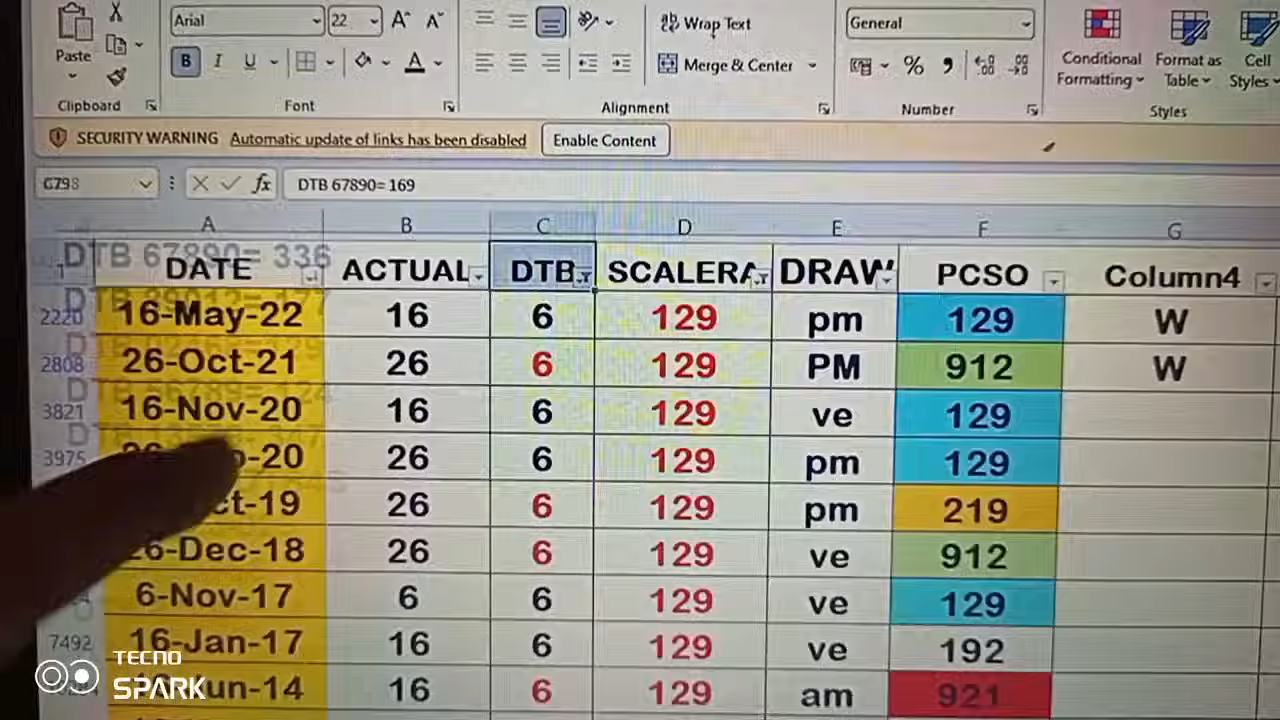 Arial 22 A^ Aˇ Wrap Text General
Paste B I U A Merge & Center % 9 Conditional Formatting Format as Table Cell Styles
Clipboard Font Alignment Number Styles
SECURITY WARNING Automatic update of links has been disabled Enable Content
G798 fx DTB 67890= 169
A B C D E F G
DTB 67890= 336
1 DATE ACTUAL DTB SCALERA DRAW PCSO Column4
2220 16-May-22 16 6 129 pm 129 W
2808 26-Oct-21 26 6 129 PM 912 W
3821 16-Nov-20 16 6 129 ve 129
3975 -20 26 6 129 pm 129
ct-19 26 6 129 pm 219
26-Dec-18 26 6 129 ve 912
6-Nov-17 6 6 129 ve 129
7492 16-Jan-17 16 6 129 ve 192
un-14 16 6 129 am 921
TECNO
SPARK